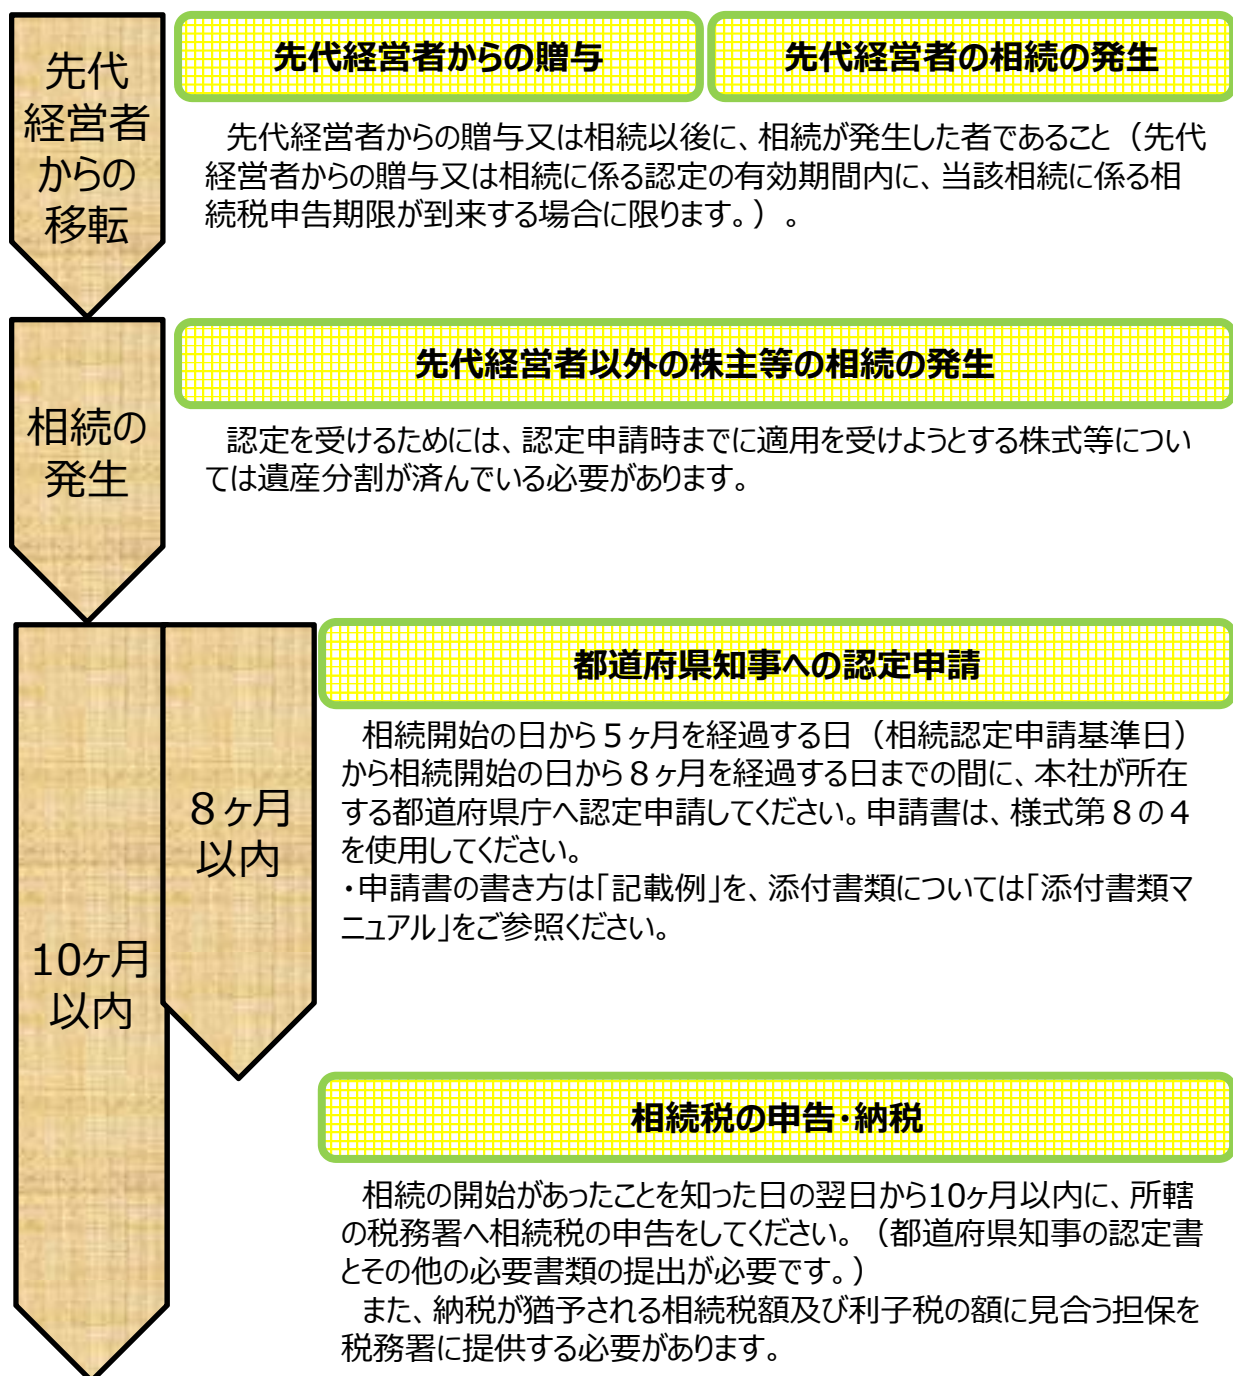 先代
経営者
からの
移転
先代経営者からの贈与
先代経営者の相続の発生
先代経営者からの贈与又は相続以後に、相続が発生した者であること（先代
経営者からの贈与又は相続に係る認定の有効期間内に、当該相続に係る相
続税申告期限が到来する場合に限ります。）。
相続の
発生
先代経営者以外の株主等の相続の発生
認定を受けるためには、認定申請時までに適用を受けようとする株式等につい
ては遺産分割が済んでいる必要があります。
10ヶ月
以内
８ヶ月
以内
都道府県知事への認定申請
相続開始の日から５ヶ月を経過する日（相続認定申請基準日）
から相続開始の日から８ヶ月を経過する日までの間に、本社が所在
する都道府県庁へ認定申請してください。申請書は、様式第８の４
を使用してください。
・申請書の書き方は「記載例」を、添付書類については「添付書類マ
ニュアル」をご参照ください。
相続税の申告・納税
相続の開始があったことを知った日の翌日から10ヶ月以内に、所轄
の税務署へ相続税の申告をしてください。（都道府県知事の認定書
とその他の必要書類の提出が必要です。）
また、納税が猶予される相続税額及び利子税の額に見合う担保を
税務署に提供する必要があります。